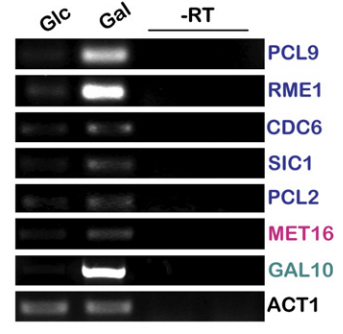 Glc Gal -RT
PCL9
RME1
CDC6
SIC1
PCL2
MET16
GAL10
ACT1